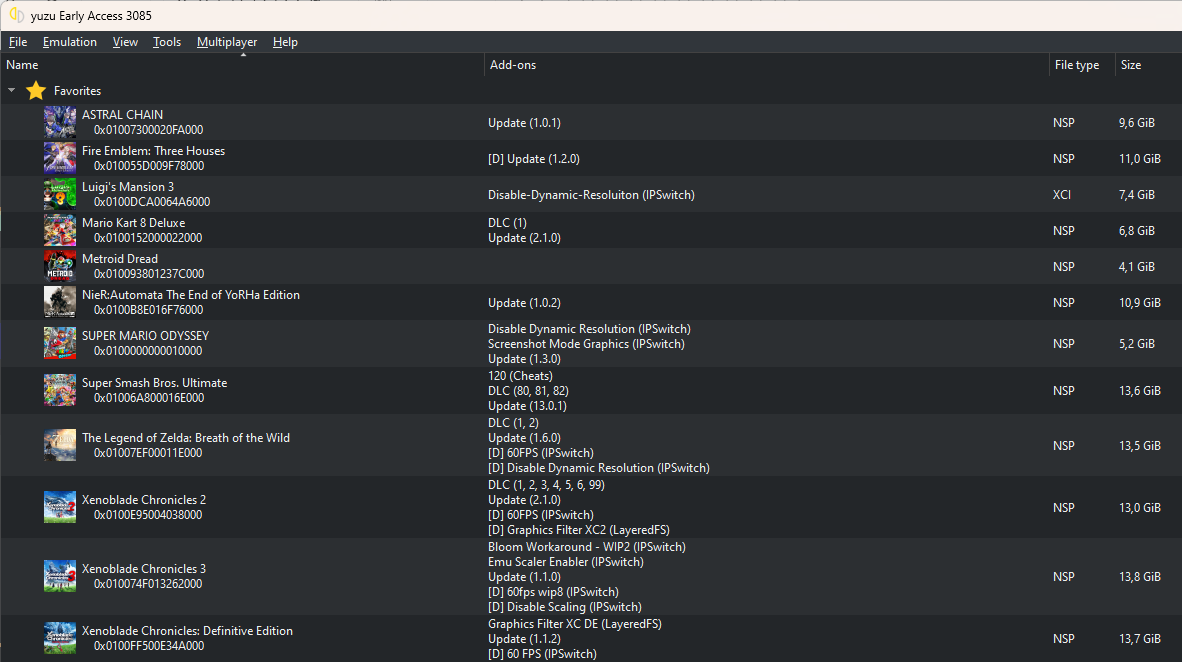 yuzu Early Access 3085
File Emulation View Tools Multiplayer Help
Name Add-ons File type Size
Favorites
ASTRAL CHAIN
0x01007300020FA000
Update (1.0.1)
NSP
9,6 GiB
Fire Emblem: Three Houses
0x010055D009F78000
[D] Update (1.2.0)
NSP
11,0 GiB
Luigi's Mansion 3
0x0100DCA0064A6000
Disable-Dynamic-Resoluiton (IPSwitch)
XCI
7,4 GiB
Mario Kart 8 Deluxe
0x0100152000022000
DLC (1)
Update (2.1.0)
NSP
6,8 GiB
METROID
Metroid Dread
0x010093801237C000
NSP
4,1 GiB
NieR:Automata The End of YoRHa Edition
0x0100B8E016F76000
Update (1.0.2)
NSP
10,9 GiB
SUPER MARIO ODYSSEY
0x0100000000010000
Disable Dynamic Resolution (IPSwitch)
Screenshot Mode Graphics (IPSwitch)
Update (1.3.0)
NSP
5,2 GiB
Super Smash Bros. Ultimate
0x01006A800016E000
120 (Cheats)
DLC (80, 81, 82)
Update (13.0.1)
NSP
13,6 GiB
The Legend of Zelda: Breath of the Wild
0x01007EF00011E000
DLC (1, 2)
Update (1.6.0)
[D] 60FPS (IPSwitch)
[D] Disable Dynamic Resolution (IPSwitch)
NSP
13,5 GiB
Xenoblade Chronicles 2
0x0100E95004038000
DLC (1, 2, 3, 4, 5, 6, 99)
Update (2.1.0)
[D] 60FPS (IPSwitch)
[D] Graphics Filter XC2 (LayeredFS)
NSP
13,0 GiB
Xenoblade Chronicles 3
0x010074F013262000
Bloom Workaround - WIP2 (IPSwitch)
Emu Scaler Enabler (IPSwitch)
Update (1.1.0)
[D] 60fps wip8 (IPSwitch)
[D] Disable Scaling (IPSwitch)
NSP
13,8 GiB
Xenoblade Chronicles: Definitive Edition
0x0100FF500E34A000
Graphics Filter XC DE (LayeredFS)
Update (1.1.2)
[D] 60 FPS (IPSwitch)
NSP
13,7 GiB